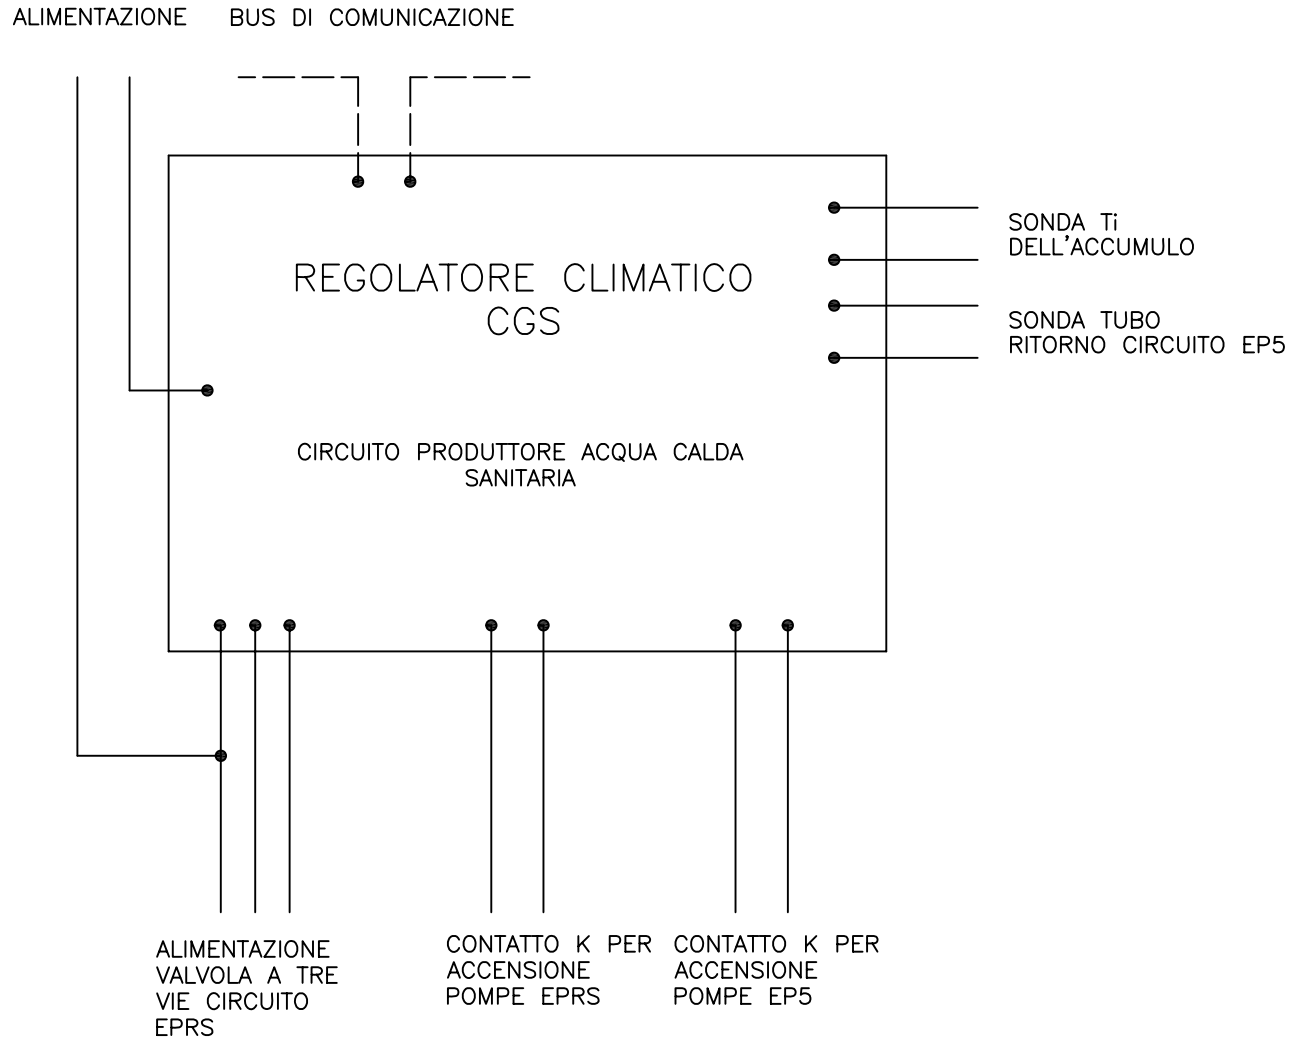 ALIMENTAZIONE
BUS DI COMUNICAZIONE
SONDA Ti
DELL'ACCUMULO
REGOLATORE CLIMATICO
CGS
SONDA TUBO
RITORNO CIRCUITO EP5
CIRCUITO PRODUTTORE ACQUA CALDA
SANITARIA
ALIMENTAZIONE
VALVOLA A TRE
VIE CIRCUITO
EPRS
CONTATTO K PER
ACCENSIONE
POMPE EPRS
CONTATTO K PER
ACCENSIONE
POMPE EP5